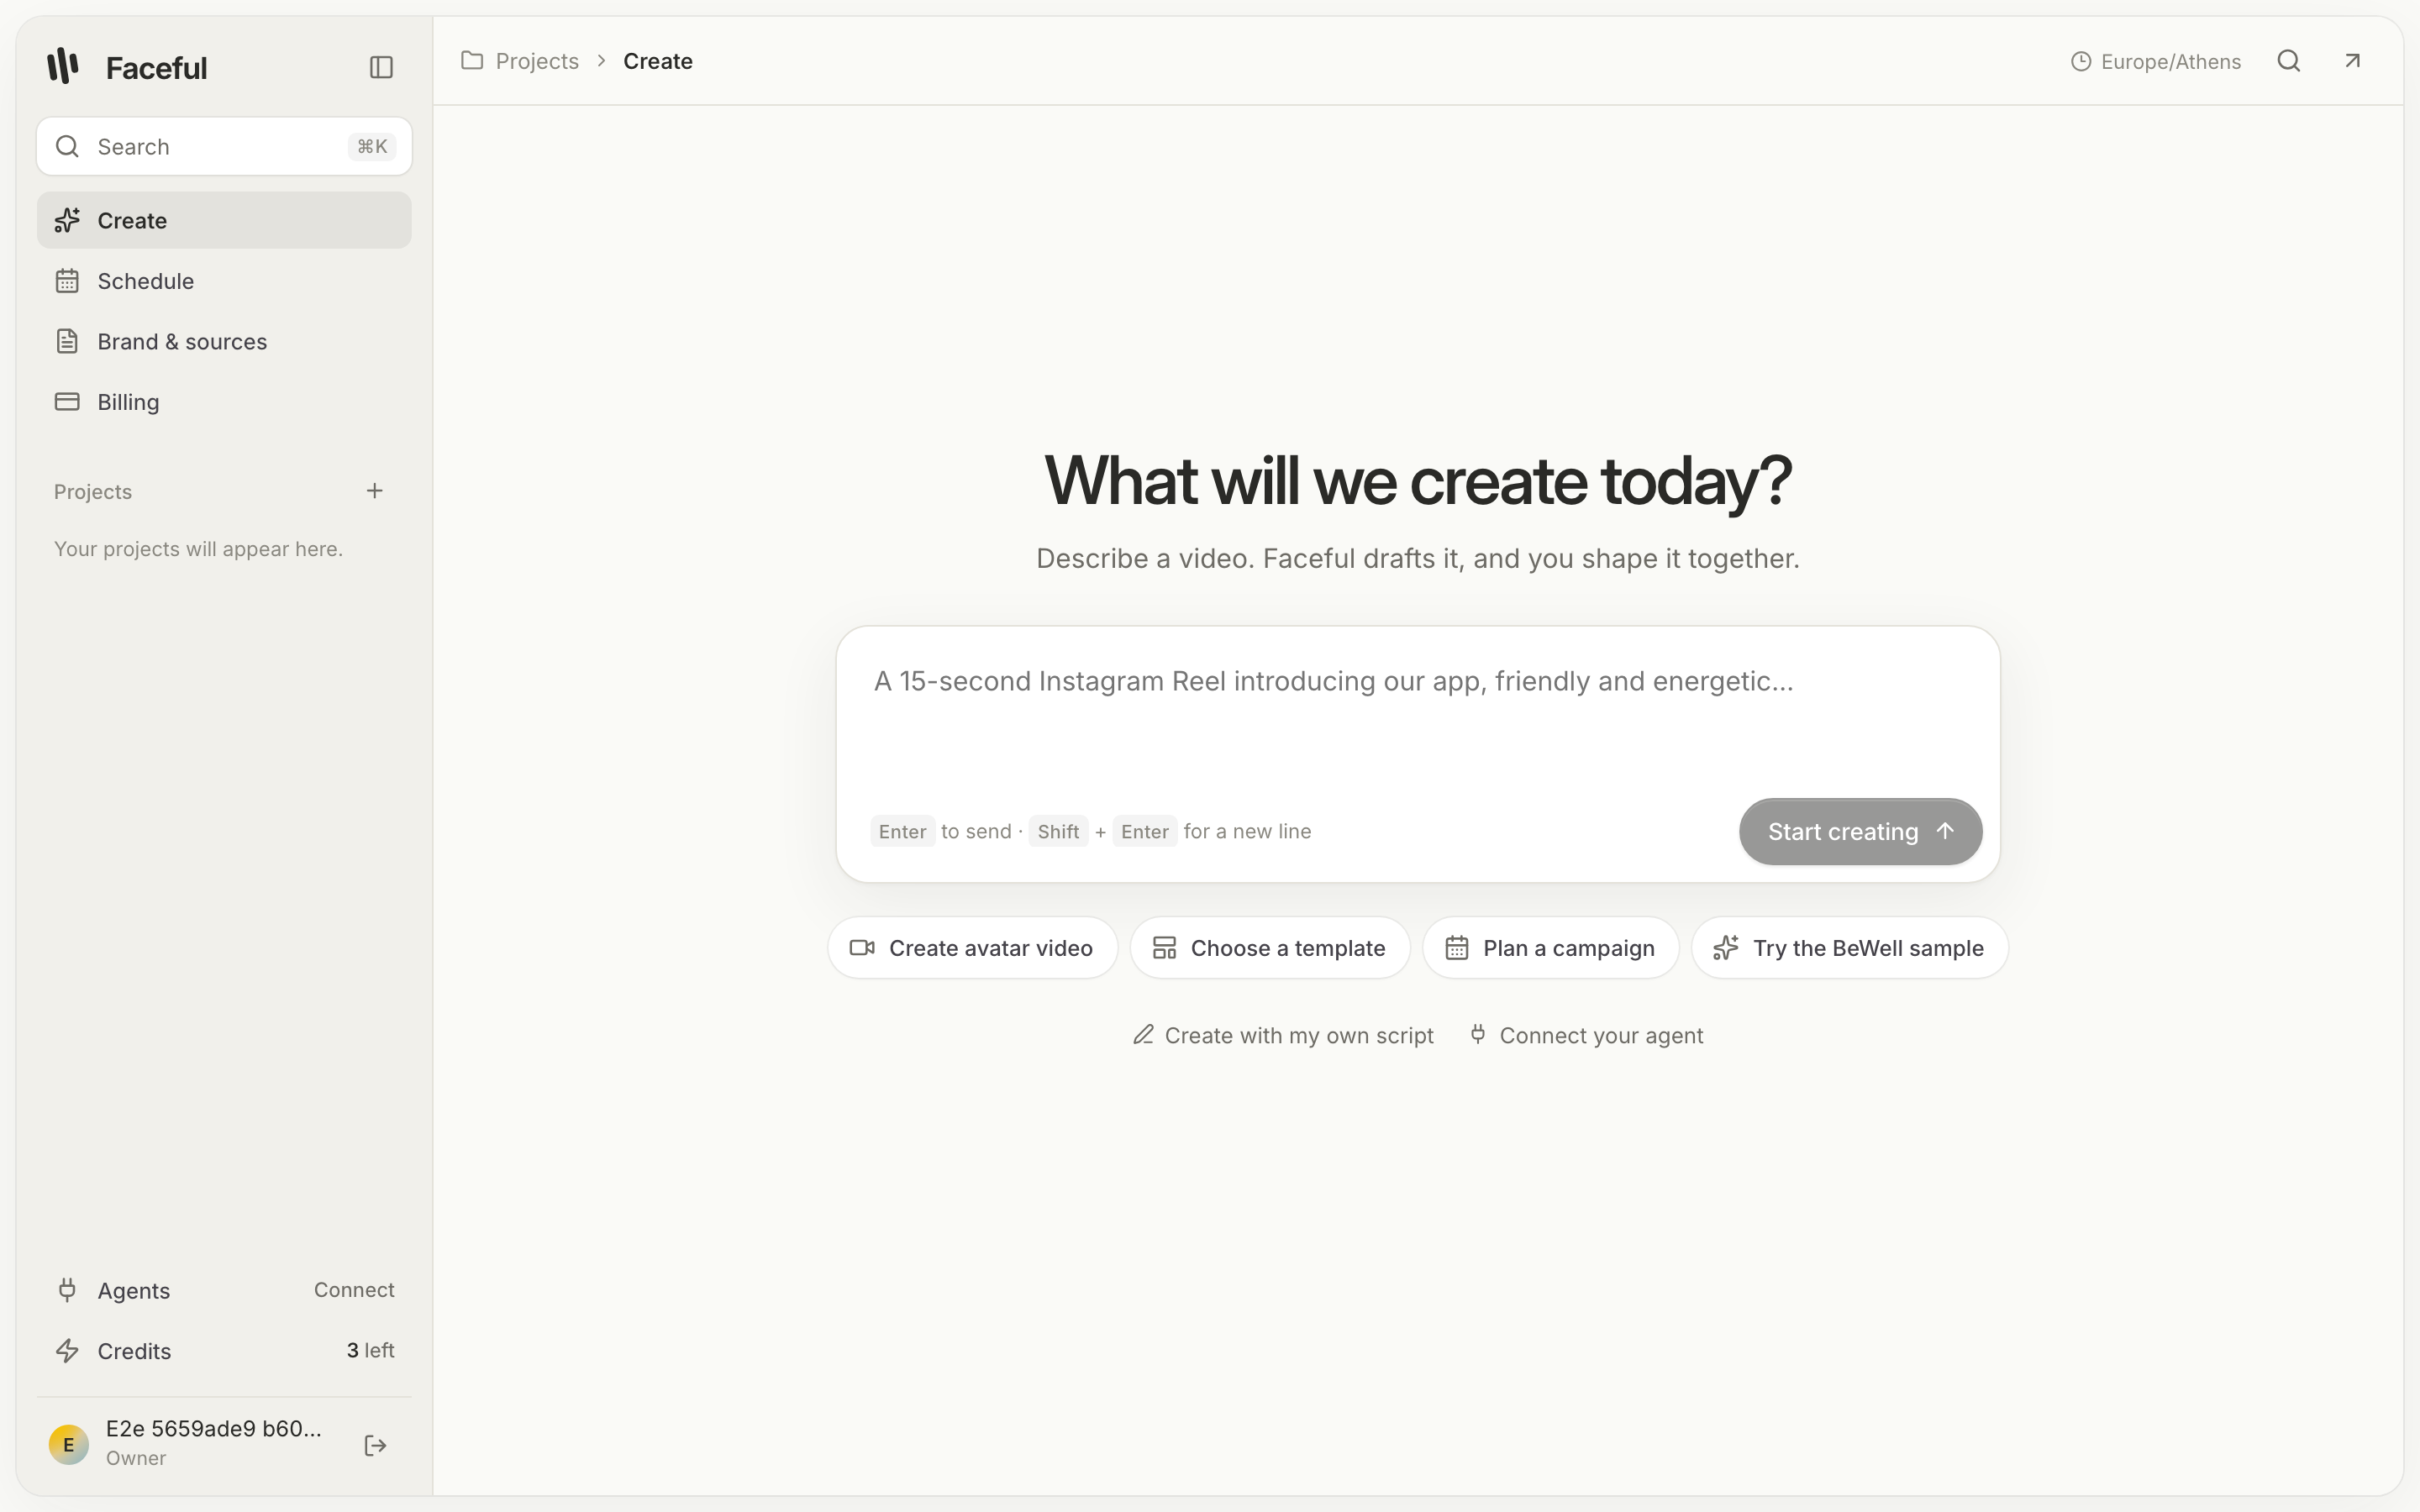 Faceful
Search ⌘K
Create
Schedule
Brand & sources
Billing
Projects
Your projects will appear here.
Agents Connect
Credits 3 left
E
E2e 5659ade9 b60...
Owner
Projects > Create
Europe/Athens
What will we create today?
Describe a video. Faceful drafts it, and you shape it together.
A 15-second Instagram Reel introducing our app, friendly and energetic...
Enter to send · Shift + Enter for a new line
Start creating
Create avatar video
Choose a template
Plan a campaign
Try the BeWell sample
Create with my own script
Connect your agent